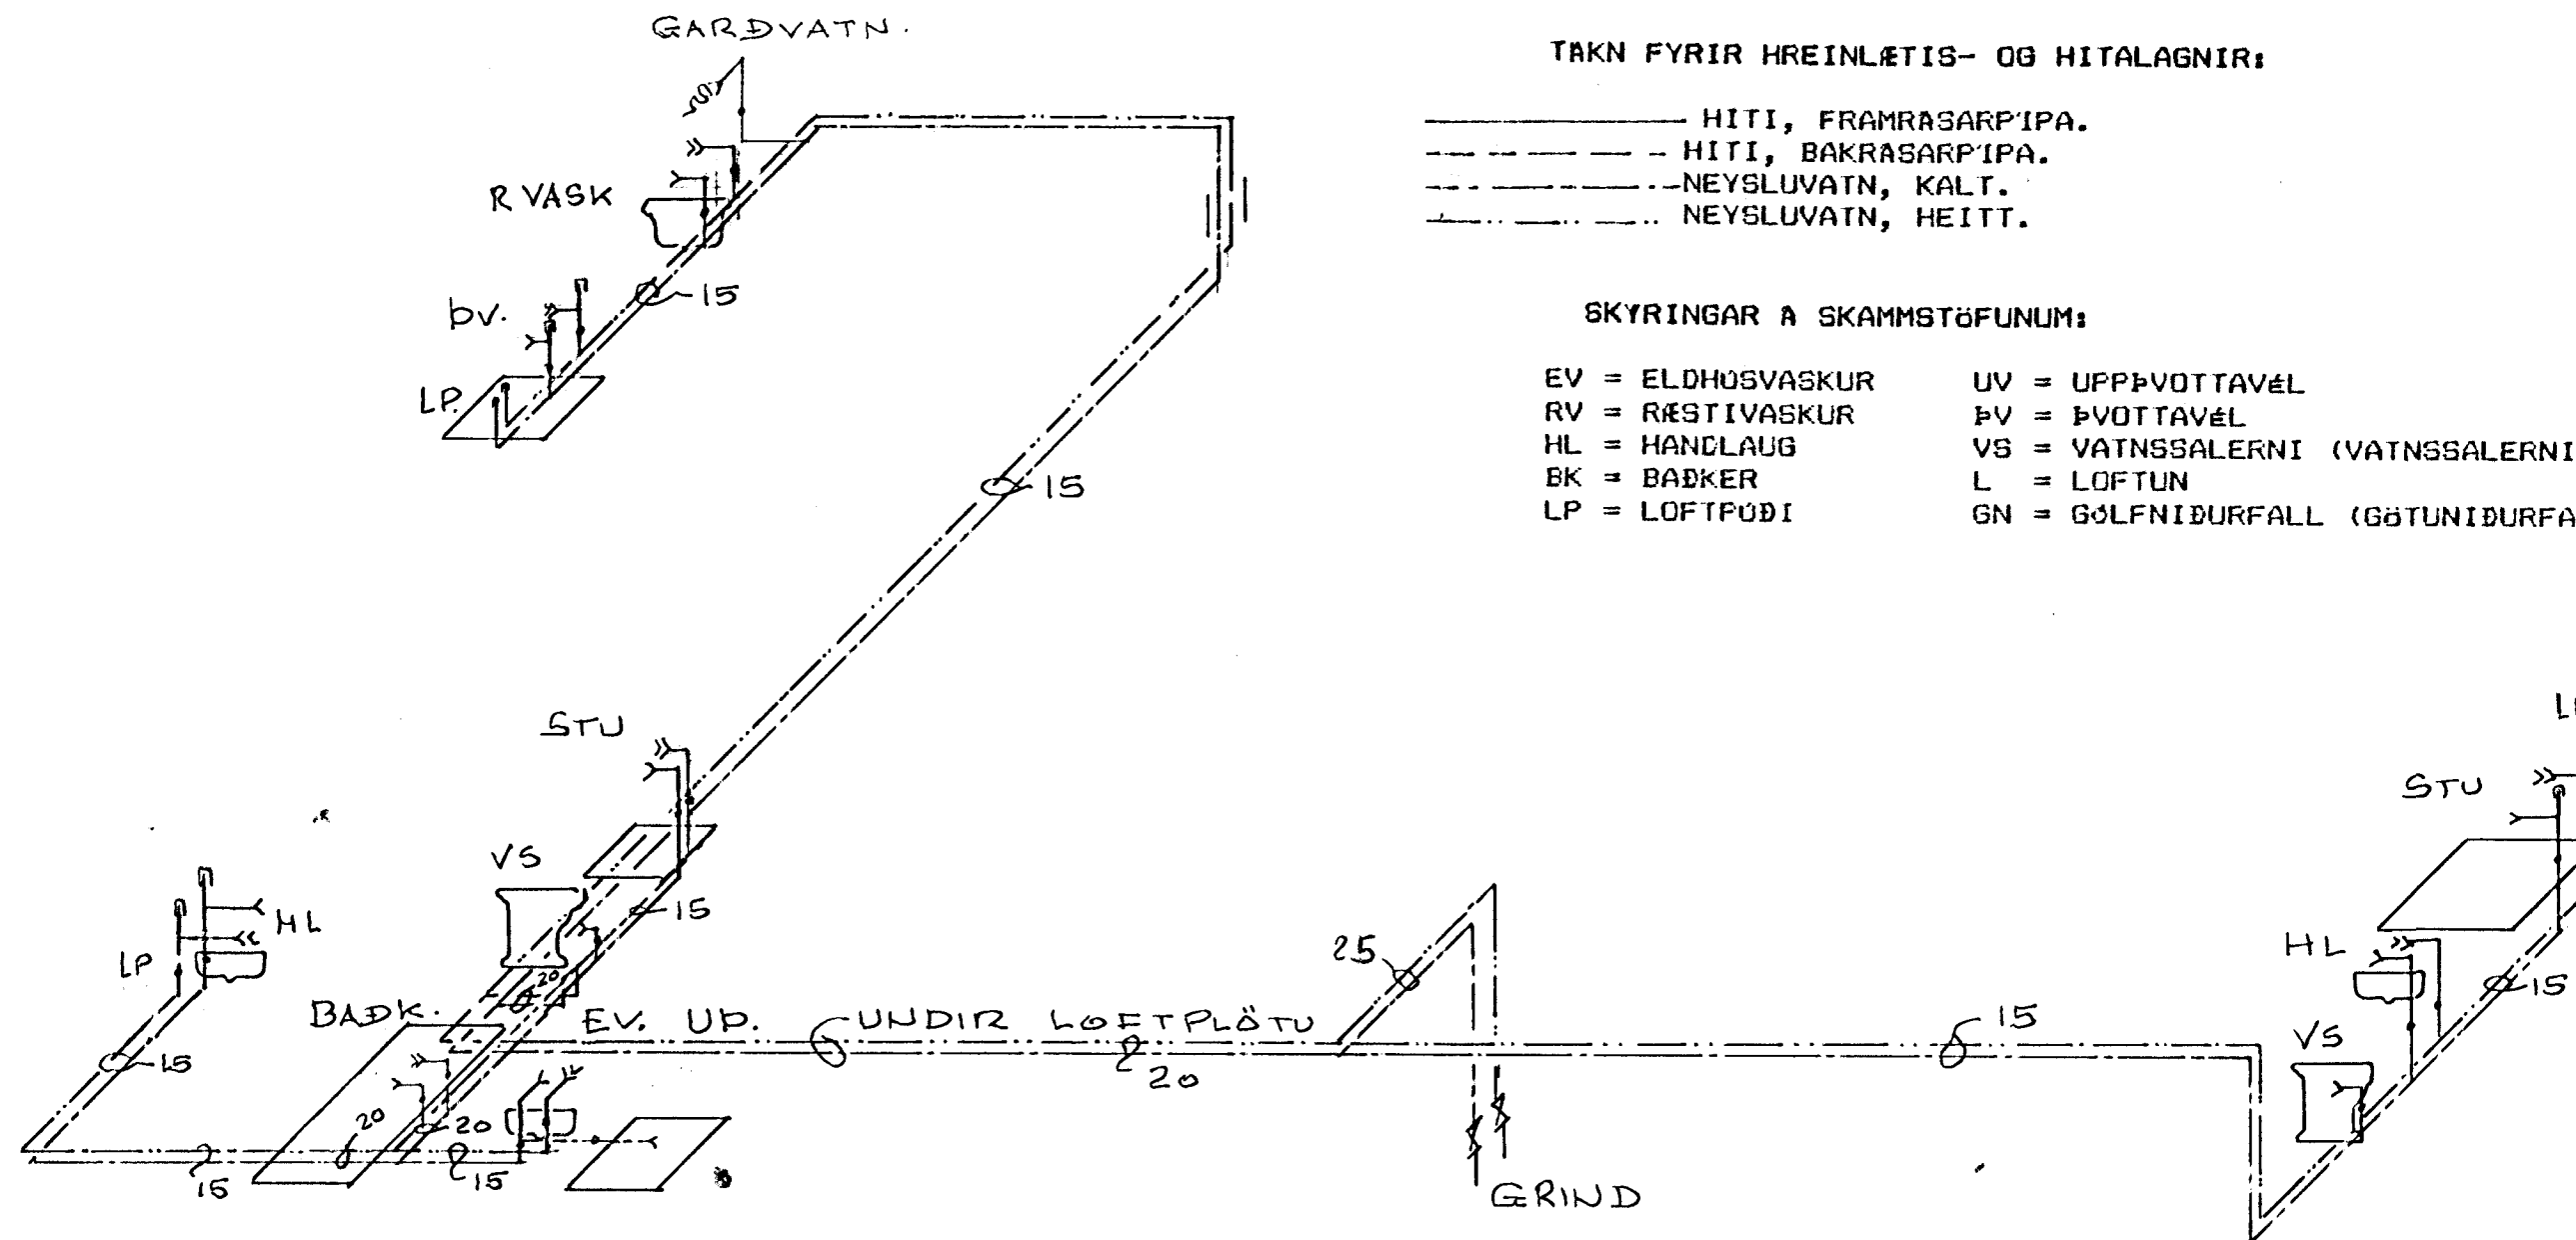 GARÐVATN.
TÁKN FYRIR HREINLÆTIS- OG HITALAGNIR:
HITI, FRAMRÁSARPÍPA.
HITI, BAKRÁSARPÍPA.
NEYSLUVATN, KALT.
NEYSLUVATN, HEITT.
R VASK
15
ÞV.
LP.
SKYRINGAR Á SKAMMSTÖFUNUM:
EV = ELDHÚSVASKUR
UV = UPPÞVOTTAVÉL
RV = RÆSTIVASKUR
ÞV = ÞVOTTAVÉL
HL = HANDLAUG
VS = VATNSSALERNI (VATNSSALERNI
BK = BAÐKER
L = LOFTUN
LP = LOFTPÚÐI
GN = GÓLFNIÐURFALL (GÖTUNIÐURFA
15
STU
STU
VS
15
HL
LP
25
HL
15
20
BAÐK.
EV. UÞ.
UNDIR LOFTPLÖTU
15
VS
15
20
20
20
15
15
GRIND